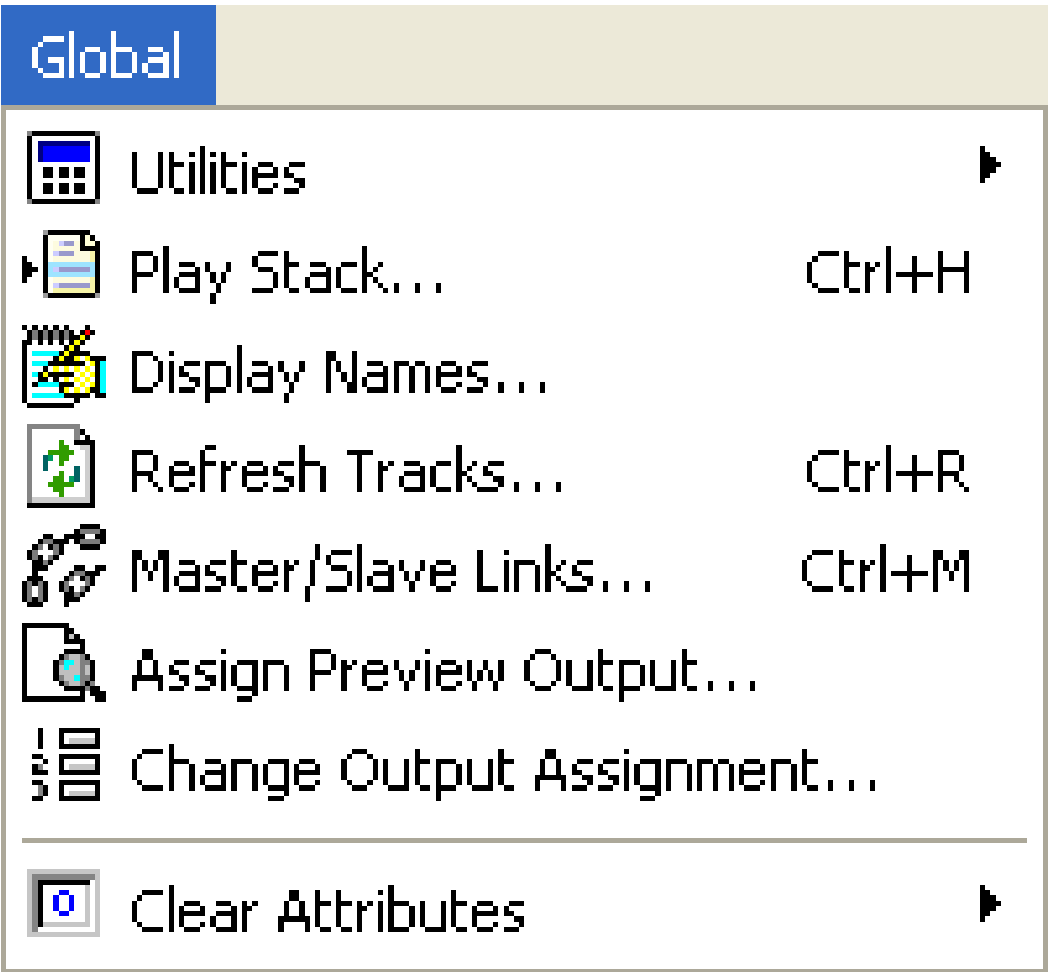 Global
Utilities
Play Stack... Ctrl+H
Display Names...
Refresh Tracks... Ctrl+R
Master/Slave Links... Ctrl+M
Assign Preview Output...
Change Output Assignment...
Clear Attributes